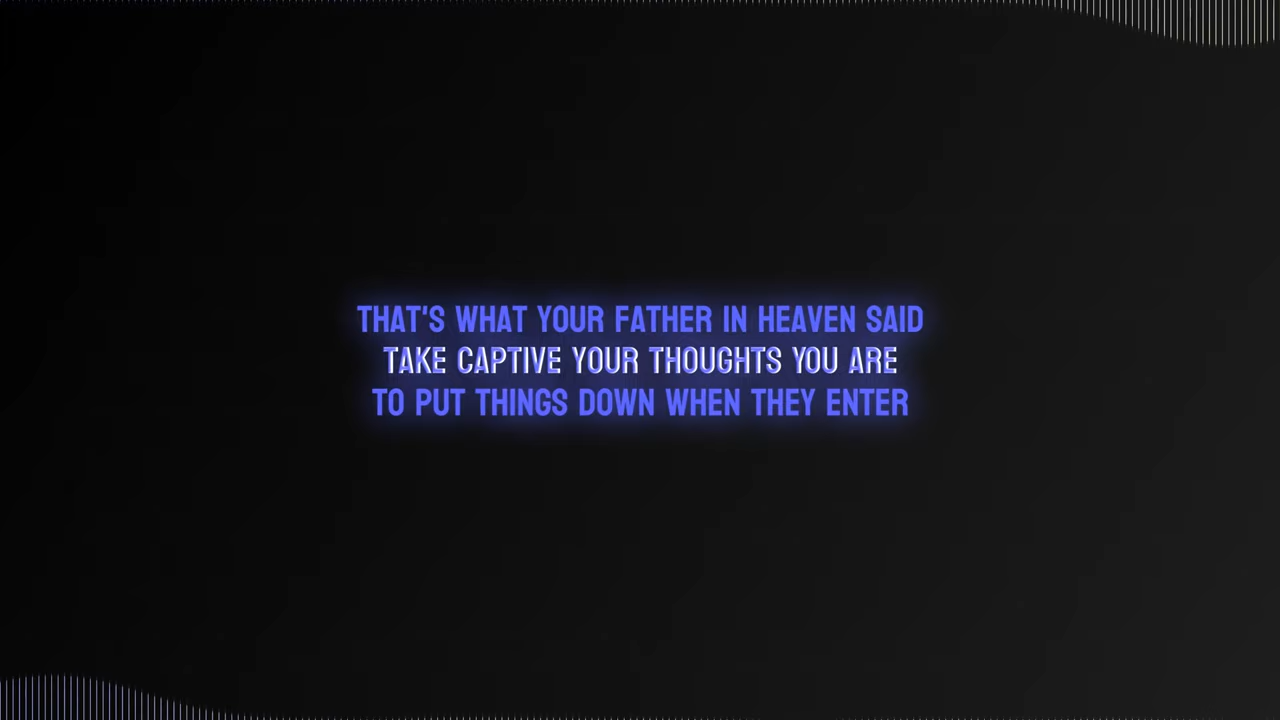 THAT'S WHAT YOUR FATHER IN HEAVEN SAID
TAKE CAPTIVE YOUR THOUGHTS YOU ARE
TO PUT THINGS DOWN WHEN THEY ENTER